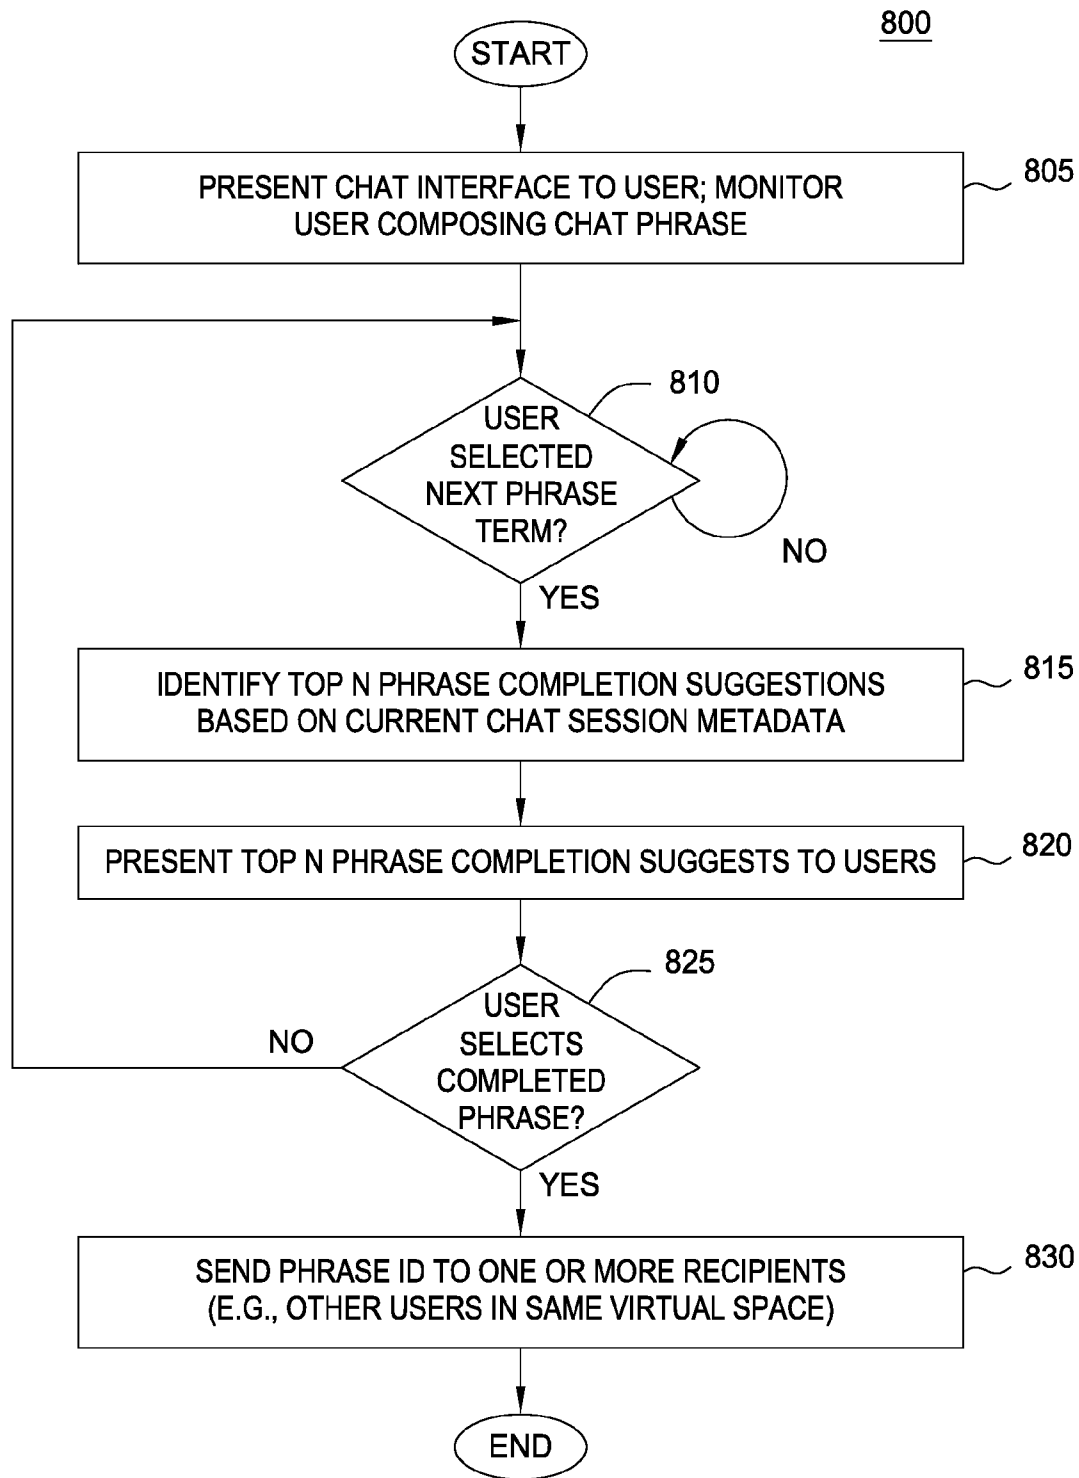 800
START
PRESENT CHAT INTERFACE TO USER; MONITOR
USER COMPOSING CHAT PHRASE
805
810
USER
SELECTED
NEXT PHRASE
TERM?
NO
YES
IDENTIFY TOP N PHRASE COMPLETION SUGGESTIONS
BASED ON CURRENT CHAT SESSION METADATA
815
PRESENT TOP N PHRASE COMPLETION SUGGESTS TO USERS
820
825
USER
SELECTS
COMPLETED
PHRASE?
NO
YES
SEND PHRASE ID TO ONE OR MORE RECIPIENTS
(E.G., OTHER USERS IN SAME VIRTUAL SPACE)
830
END